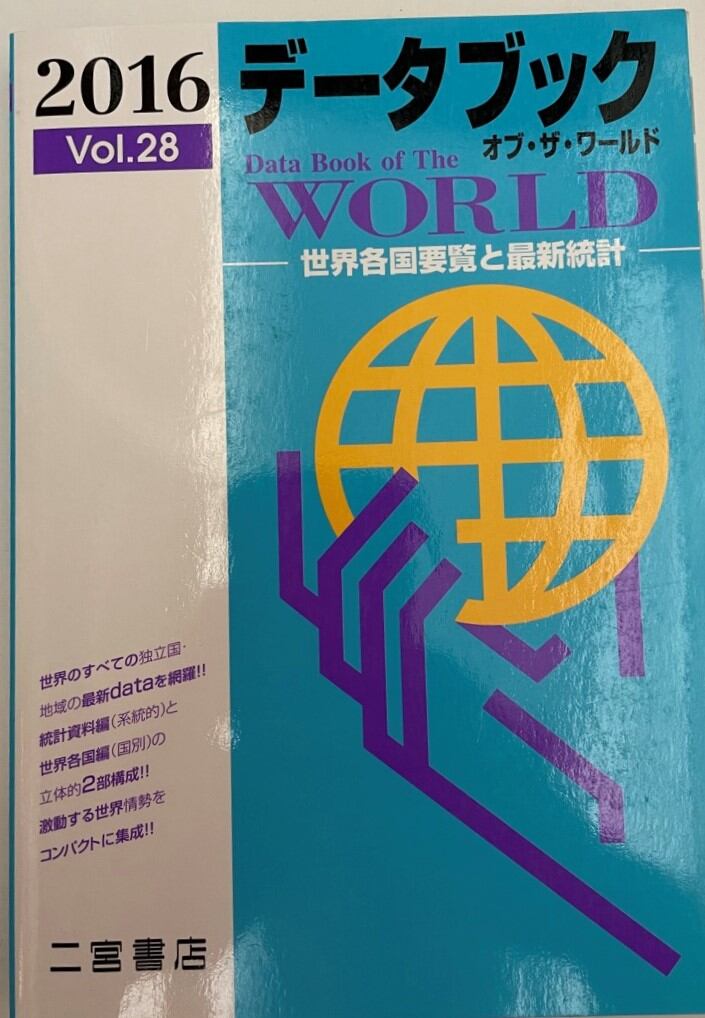 2016
Vol.28
データブック
オブ・ザ・ワールド
Data Book of The
WORLD
世界各国要覧と最新統計
世界のすべての独立国・
地域の最新dataを網羅!!
統計資料編(系統的)と
世界各国編(国別)の
立体的2部構成!!
激動する世界情勢を
コンパクトに集成!!
二宮書店